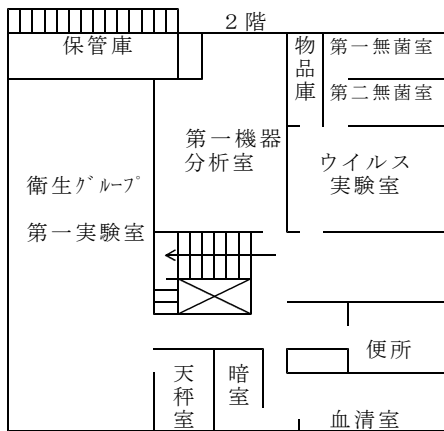 2階
保管庫
物品庫
第一無菌室
第二無菌室
第一機器
分析室
ウイルス
実験室
衛生ｸﾞﾙｰﾌﾟ
第一実験室
便所
天秤室
暗室
血清室